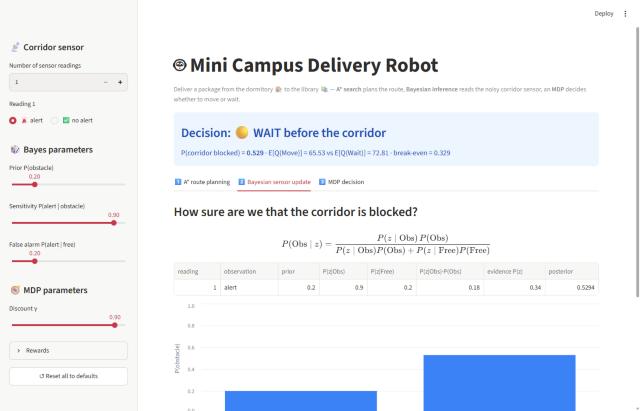 Deploy
Corridor sensor
Number of sensor readings
1
Reading 1
alert
no alert
Bayes parameters
Prior P(obstacle)
0.20
Sensitivity P(alert | obstacle)
0.90
False alarm P(alert | free)
0.20
MDP parameters
Discount γ
0.90
Rewards
↺ Reset all to defaults
Mini Campus Delivery Robot
Deliver a package from the dormitory to the library — A* search plans the route, Bayesian inference reads the noisy corridor sensor, an MDP decides
whether to move or wait.
Decision: WAIT before the corridor
P(corridor blocked) = 0.529 · E[Q(Move)] = 65.53 vs E[Q(Wait)] = 72.81 · break-even = 0.329
1 A* route planning 2 Bayesian sensor update 3 MDP decision
How sure are we that the corridor is blocked?
P(Obs | z) = P(z | Obs) P(Obs) / P(z | Obs)P(Obs) + P(z | Free)P(Free)
reading observation prior P(z|Obs) P(z|Free) P(z|Obs)·P(Obs) evidence P(z) posterior
1 alert 0.2 0.9 0.2 0.18 0.34 0.5294
1.0
0.8
0.6
0.4
0.2
0.0
P(obstacle)